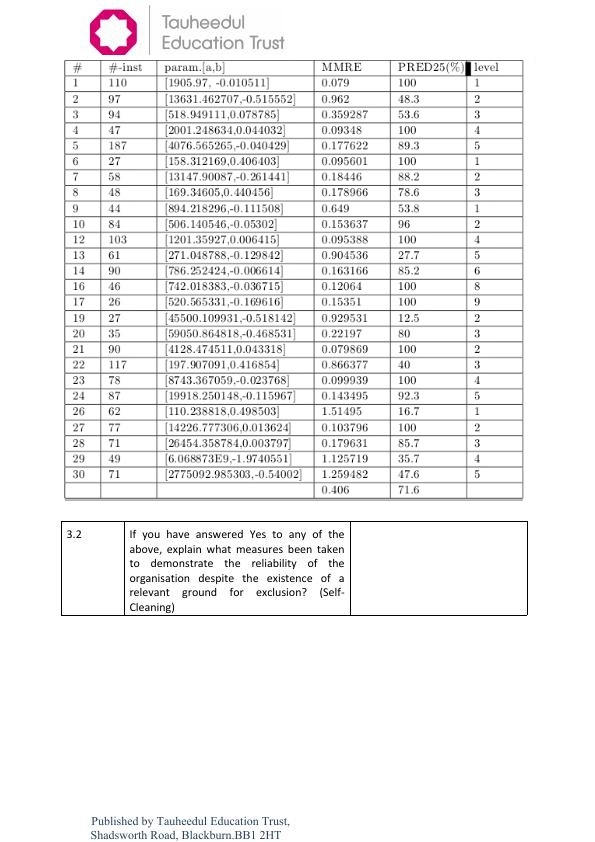 Tauheedul
Education Trust
# #-inst param.[a,b] MMRE PRED25(%) level
1 110 [1905.97, -0.010511] 0.079 100 1
2 97 [13631.462707,-0.515552] 0.962 48.3 2
3 94 [518.949111,0.078785] 0.359287 53.6 3
4 47 [2001.248634,0.044032] 0.09348 100 4
5 187 [4076.565265,-0.040429] 0.177622 89.3 5
6 27 [158.312169,0.406403] 0.095601 100 1
7 58 [13147.90087,-0.261441] 0.18446 88.2 2
8 48 [169.34605,0.440456] 0.178966 78.6 3
9 44 [894.218296,-0.111508] 0.649 53.8 1
10 84 [506.140546,-0.05302] 0.153637 96 2
12 103 [1201.35927,0.006415] 0.095388 100 4
13 61 [271.048788,-0.129842] 0.904536 27.7 5
14 90 [786.252424,-0.006614] 0.163166 85.2 6
16 46 [742.018383,-0.036715] 0.12064 100 8
17 26 [520.565331,-0.169616] 0.15351 100 9
19 27 [45500.109931,-0.518142] 0.929531 12.5 2
20 35 [59050.864818,-0.468531] 0.22197 80 3
21 90 [4128.474511,0.043318] 0.079869 100 2
22 117 [197.907091,0.416854] 0.866377 40 3
23 78 [8743.367059,-0.023768] 0.099939 100 4
24 87 [19918.250148,-0.115967] 0.143495 92.3 5
26 62 [110.238818,0.498503] 1.51495 16.7 1
27 77 [14226.777306,0.013624] 0.103796 100 2
28 71 [26454.358784,0.003797] 0.179631 85.7 3
29 49 [6.068873E9,-1.9740551] 1.125719 35.7 4
30 71 [2775092.985303,-0.54002] 1.259482 47.6 5
0.406 71.6
3.2 If you have answered Yes to any of the
above, explain what measures been taken
to demonstrate the reliability of the
organisation despite the existence of a
relevant ground for exclusion? (Self-
Cleaning)
Published by Tauheedul Education Trust,
Shadsworth Road, Blackburn.BB1 2HT